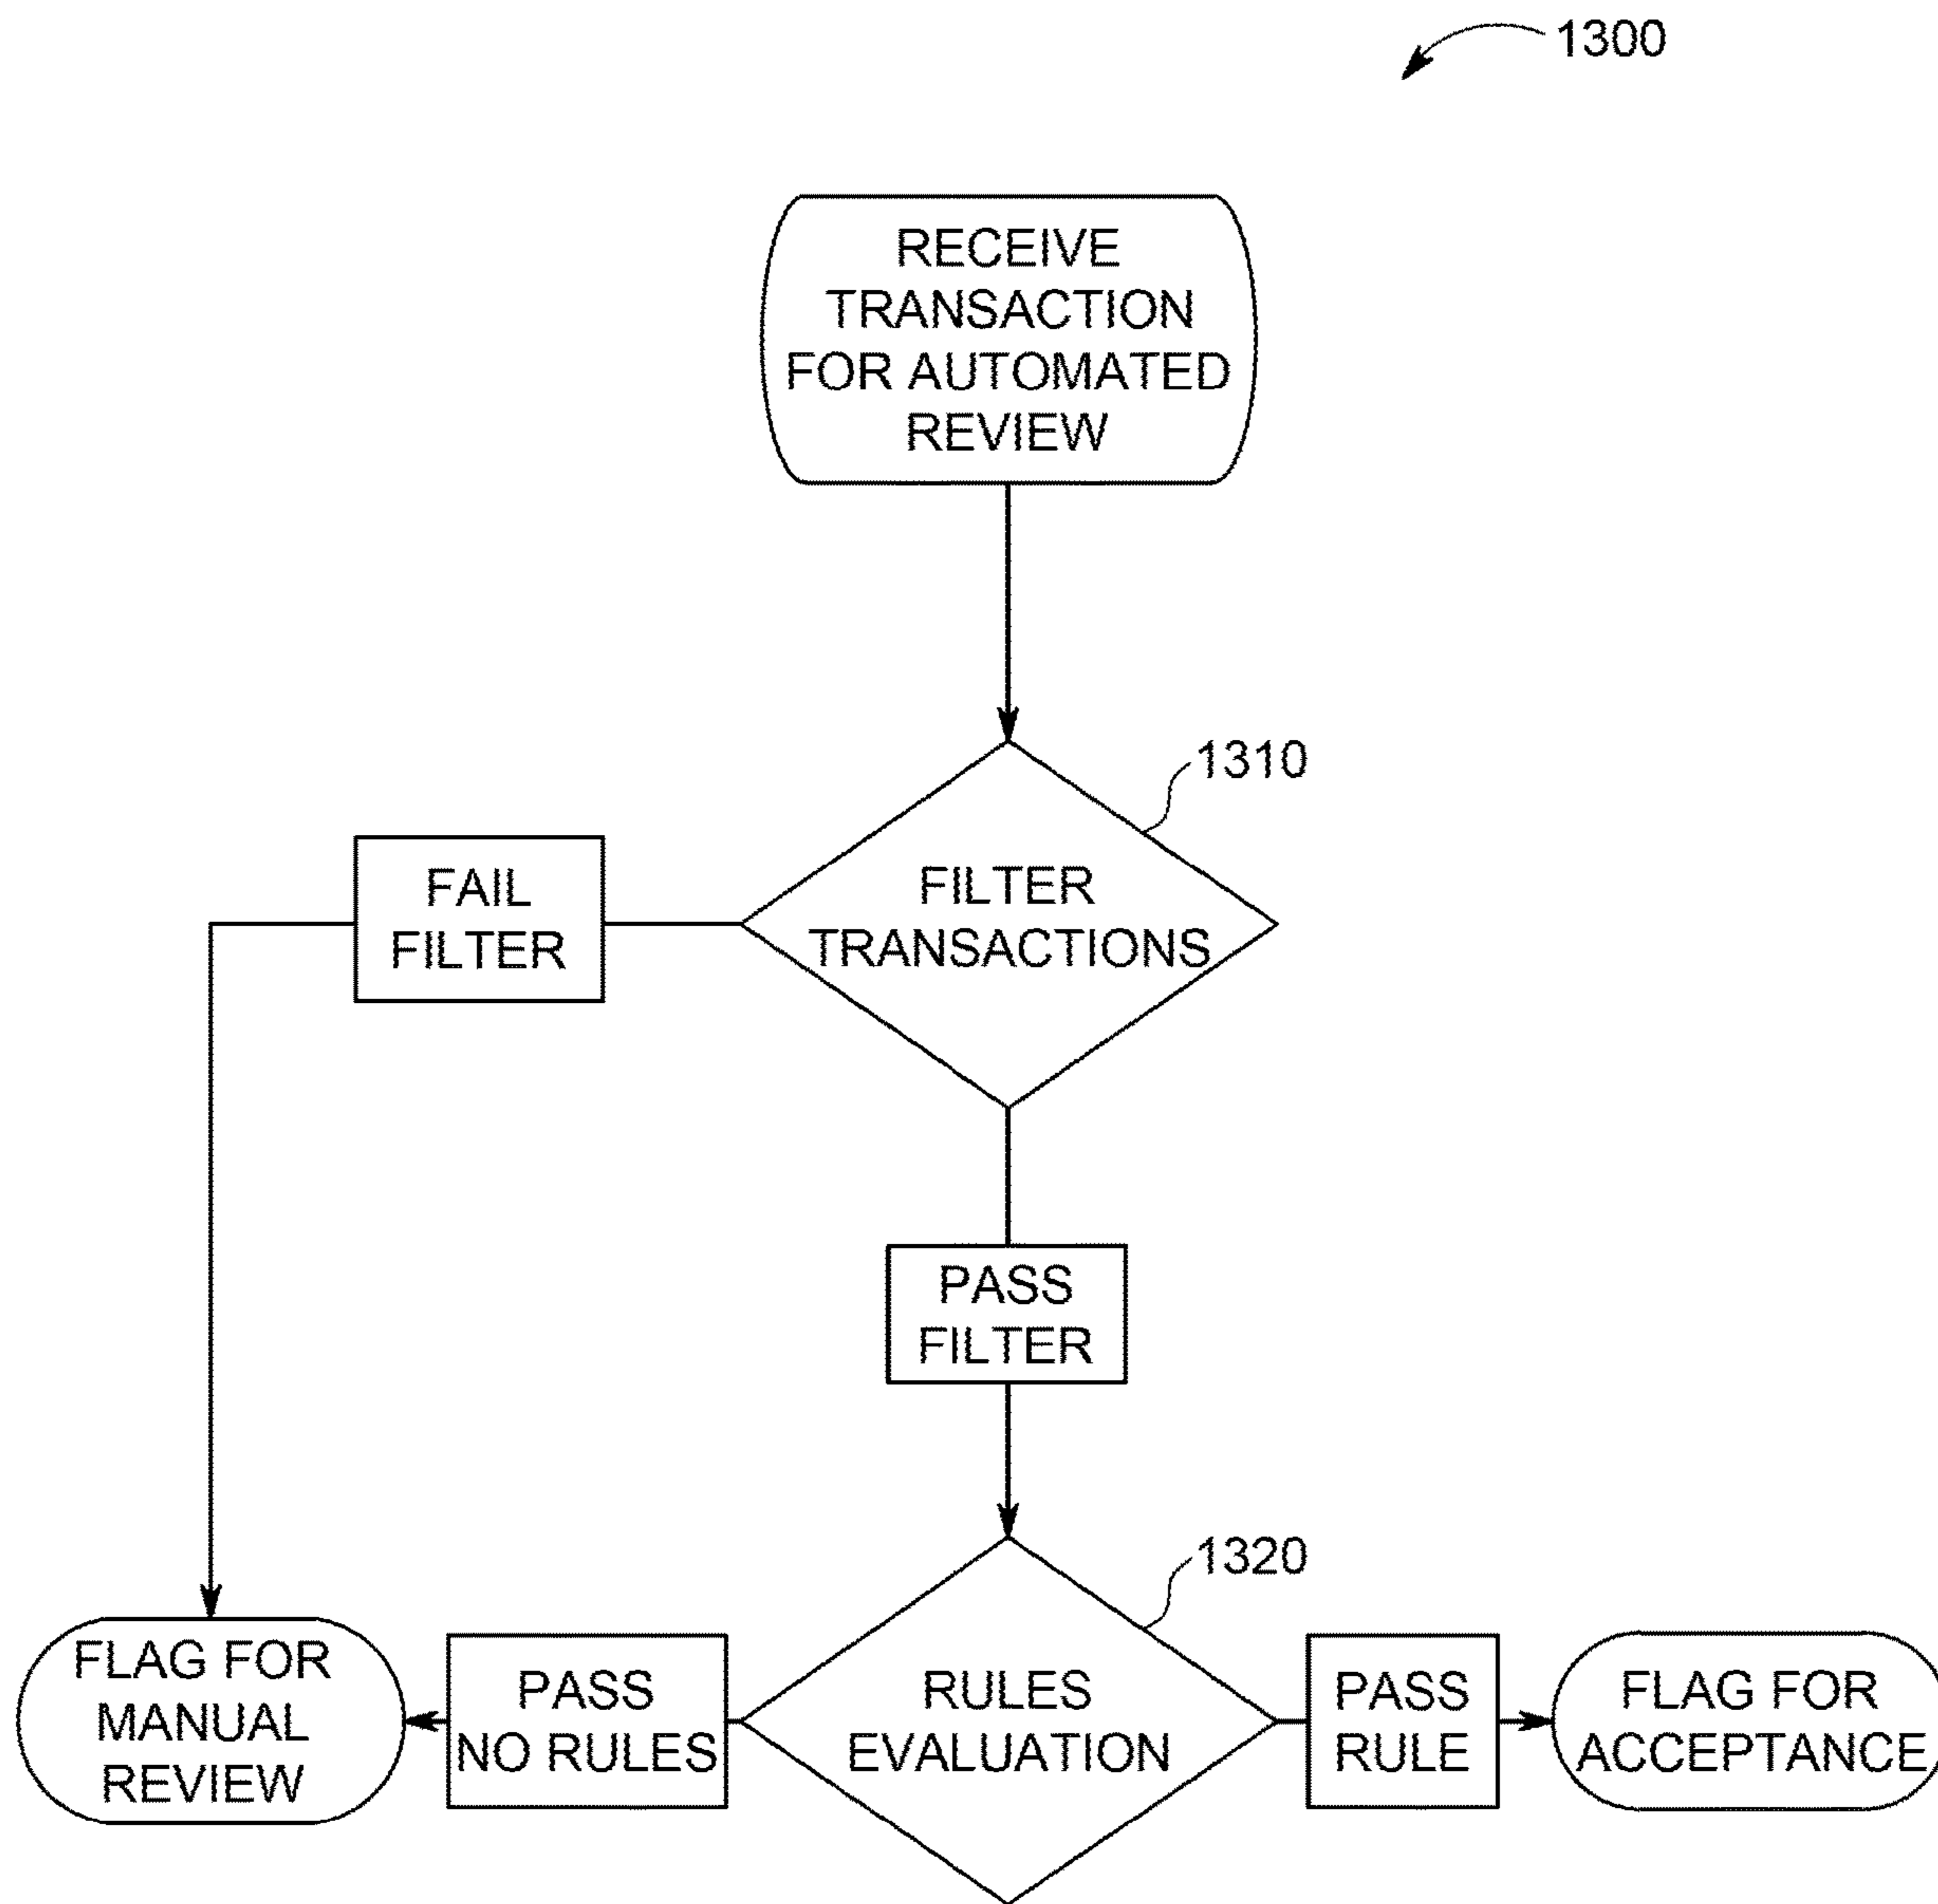 1300
RECEIVE
TRANSACTION
FOR AUTOMATED
REVIEW
1310
FAIL
FILTER
FILTER
TRANSACTIONS
PASS
FILTER
1320
FLAG FOR
MANUAL
REVIEW
PASS
NO RULES
RULES
EVALUATION
PASS
RULE
FLAG FOR
ACCEPTANCE